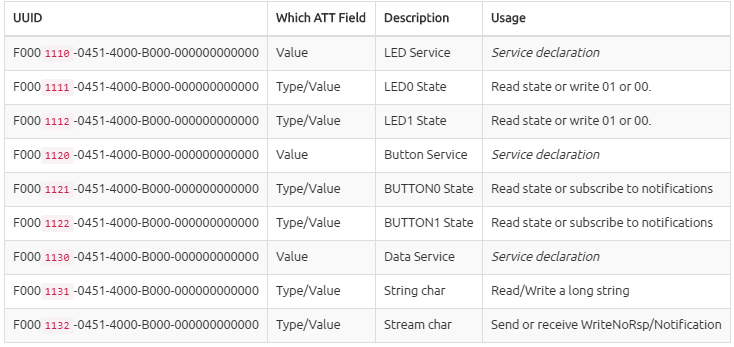 UUID Which ATT Field Description Usage
F000 1110 -0451-4000-B000-000000000000 Value LED Service Service declaration
F000 1111 -0451-4000-B000-000000000000 Type/Value LED0 State Read state or write 01 or 00.
F000 1112 -0451-4000-B000-000000000000 Type/Value LED1 State Read state or write 01 or 00.
F000 1120 -0451-4000-B000-000000000000 Value Button Service Service declaration
F000 1121 -0451-4000-B000-000000000000 Type/Value BUTTON0 State Read state or subscribe to notifications
F000 1122 -0451-4000-B000-000000000000 Type/Value BUTTON1 State Read state or subscribe to notifications
F000 1130 -0451-4000-B000-000000000000 Value Data Service Service declaration
F000 1131 -0451-4000-B000-000000000000 Type/Value String char Read/Write a long string
F000 1132 -0451-4000-B000-000000000000 Type/Value Stream char Send or receive WriteNoRsp/Notification